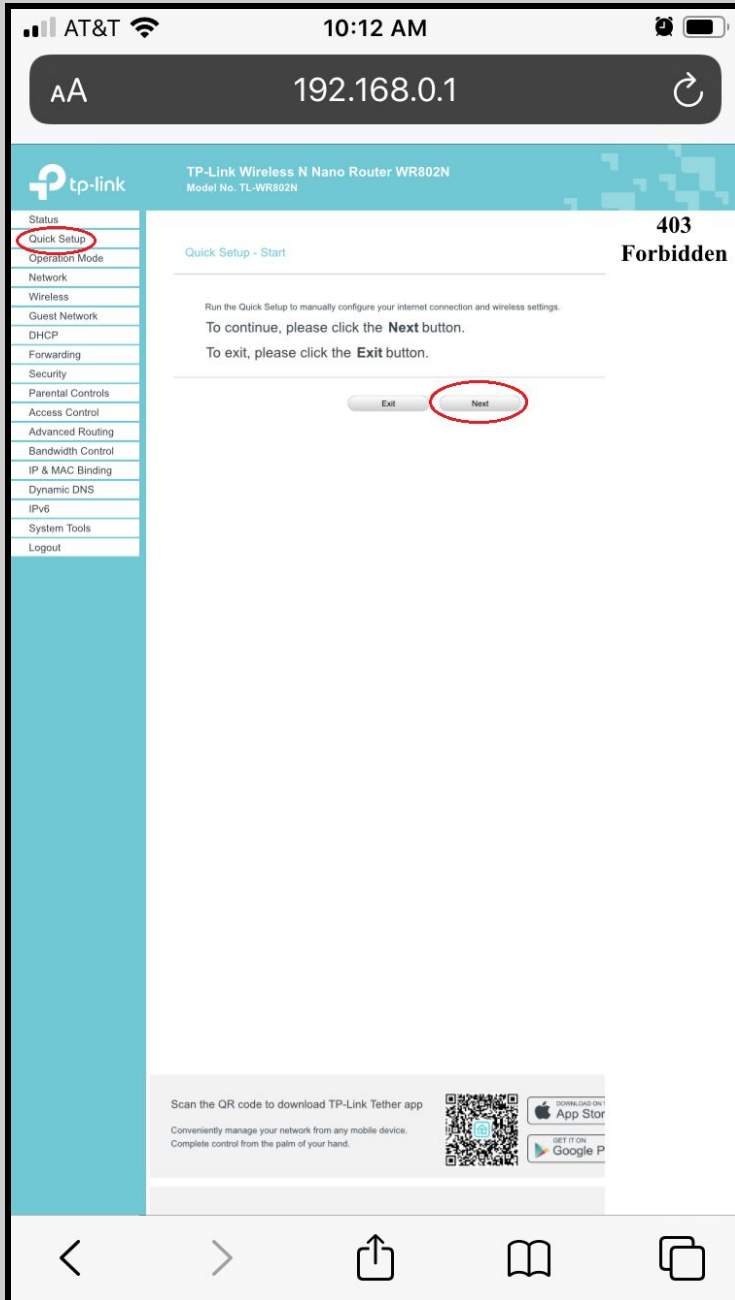 AT&T
10:12 AM
AA
192.168.0.1
tp-link
TP-Link Wireless N Nano Router WR802N
Model No. TL-WR802N
Status
Quick Setup
Operation Mode
Network
Wireless
Guest Network
DHCP
Forwarding
Security
Parental Controls
Access Control
Advanced Routing
Bandwidth Control
IP & MAC Binding
Dynamic DNS
IPv6
System Tools
Logout
Quick Setup - Start
Run the Quick Setup to manually configure your internet connection and wireless settings.
To continue, please click the Next button.
To exit, please click the Exit button.
Exit
Next
403
Forbidden
Scan the QR code to download TP-Link Tether app
Conveniently manage your network from any mobile device.
Complete control from the palm of your hand.
DOWNLOAD ON
App Stor
GET IT ON
Google P